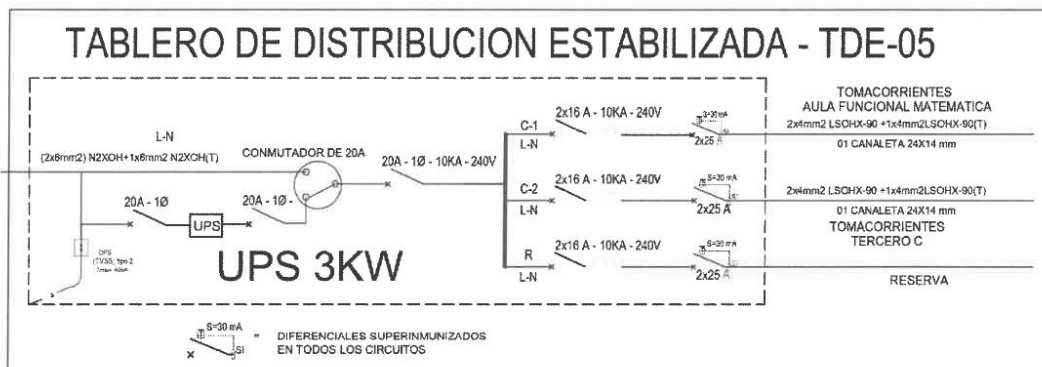 TABLERO DE DISTRIBUCION ESTABILIZADA - TDE-05
L-N
(2x6mm2) N2XOH+1x6mm2 N2XOH(T)
CONMUTADOR DE 20A
20A - 1Ø - 10KA - 240V
20A - 1Ø
UPS
20A - 1Ø -
UPS 3KW
DPS
(TVSS) tipo 2
C-1
L-N
2x16 A - 10KA - 240V
S=30 mA
2x25 A
TOMACORRIENTES
AULA FUNCIONAL MATEMATICA
2x4mm2 LSOHX-90 +1x4mm2LSOHX-90(T)
01 CANALETA 24X14 mm
C-2
L-N
2x16 A - 10KA - 240V
S=30 mA
2x25 A
2x4mm2 LSOHX-90 +1x4mm2LSOHX-90(T)
01 CANALETA 24X14 mm
TOMACORRIENTES
TERCERO C
R
L-N
2x16 A - 10KA - 240V
S=30 mA
2x25 A
RESERVA
S=30 mA
SI
= DIFERENCIALES SUPERINMUNIZADOS
EN TODOS LOS CIRCUITOS